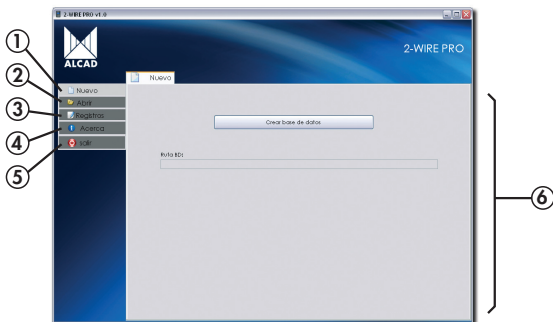 2-WIRE PRO v1.0
ALCAD
2-WIRE PRO
Nuevo
1
Nuevo
2
Abrir
3
Registros
4
Acerca
5
Salir
Crear base de datos
Ruta BD:
6